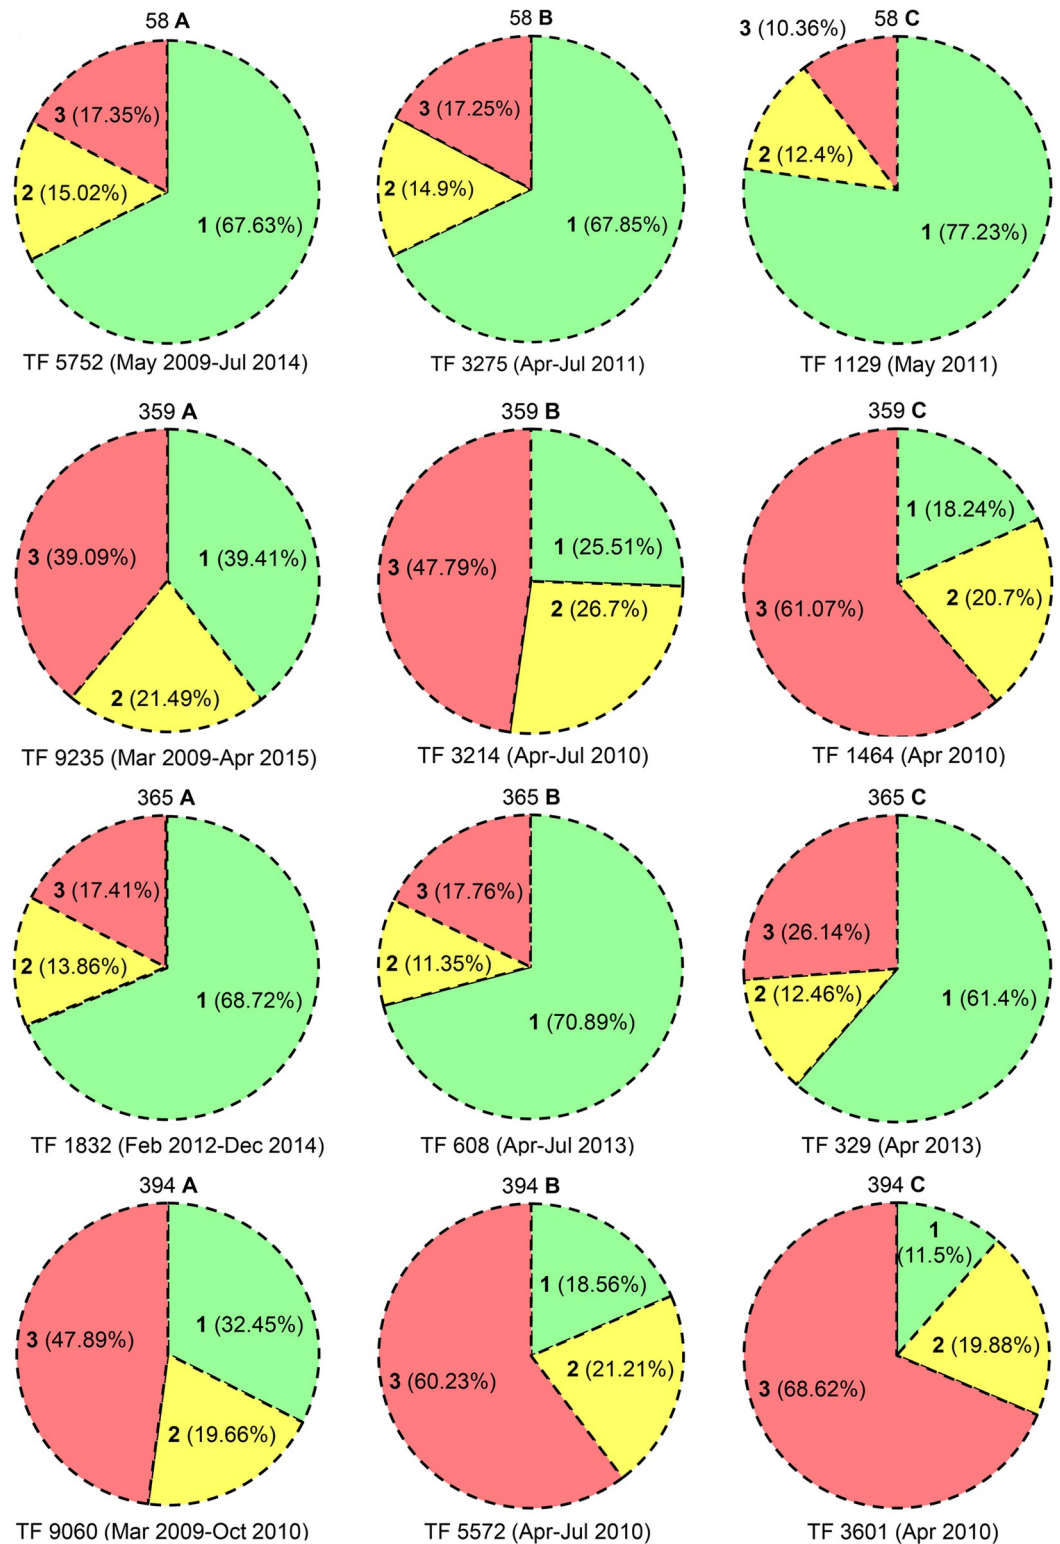 58 A
3 (17.35%)
2 (15.02%)
1 (67.63%)
TF 5752 (May 2009-Jul 2014)
58 B
3 (17.25%)
2 (14.9%)
1 (67.85%)
TF 3275 (Apr-Jul 2011)
58 C
3 (10.36%)
2 (12.4%)
1 (77.23%)
TF 1129 (May 2011)
359 A
3 (39.09%)
1 (39.41%)
2 (21.49%)
TF 9235 (Mar 2009-Apr 2015)
359 B
1 (25.51%)
3 (47.79%)
2 (26.7%)
TF 3214 (Apr-Jul 2010)
359 C
1 (18.24%)
2 (20.7%)
3 (61.07%)
TF 1464 (Apr 2010)
365 A
3 (17.41%)
2 (13.86%)
1 (68.72%)
TF 1832 (Feb 2012-Dec 2014)
365 B
3 (17.76%)
2 (11.35%)
1 (70.89%)
TF 608 (Apr-Jul 2013)
365 C
3 (26.14%)
2 (12.46%)
1 (61.4%)
TF 329 (Apr 2013)
394 A
1 (32.45%)
3 (47.89%)
2 (19.66%)
TF 9060 (Mar 2009-Oct 2010)
394 B
1 (18.56%)
2 (21.21%)
3 (60.23%)
TF 5572 (Apr-Jul 2010)
394 C
1
(11.5%)
2 (19.88%)
3 (68.62%)
TF 3601 (Apr 2010)